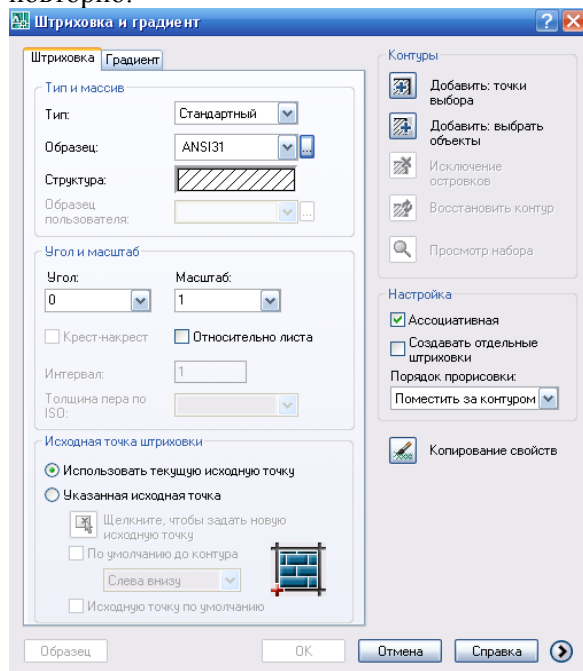 повторно.
Штриховка и градиент
Штриховка Градиент
Тип и массив
Тип: Стандартный
Образец: ANSI31
Структура:
Образец
пользователя:
Угол и масштаб
Угол: Масштаб:
0 1
Крест-накрест Относительно листа
Интервал: 1
Толщина пера по
ISO:
Исходная точка штриховки
Использовать текущую исходную точку
Указанная исходная точка
Щелкните, чтобы задать новую
исходную точку
По умолчанию до контура
Слева внизу
Исходную точку по умолчанию
Контуры
Добавить: точки
выбора
Добавить: выбрать
объекты
Исключение
островков
Восстановить контур
Просмотр набора
Настройка
Ассоциативная
Создавать отдельные
штриховки
Порядок прорисовки:
Поместить за контуром
Копирование свойств
Образец OK Отмена Справка